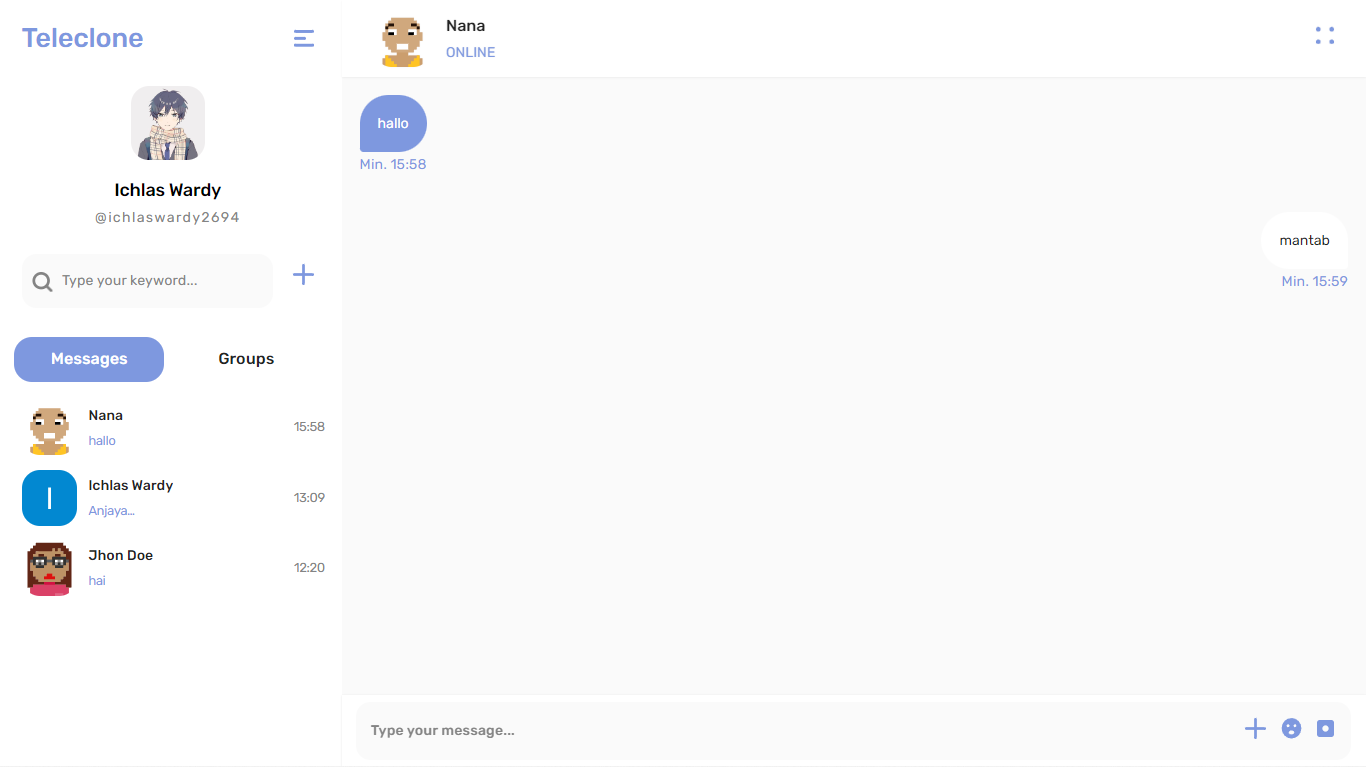 Teleclone
Ichlas Wardy
@ichlaswardy2694
Type your keyword...
Messages
Groups
Nana
hallo
15:58
I
Ichlas Wardy
Anjaya...
13:09
Jhon Doe
hai
12:20
Nana
ONLINE
hallo
Min. 15:58
mantab
Min. 15:59
Type your message...